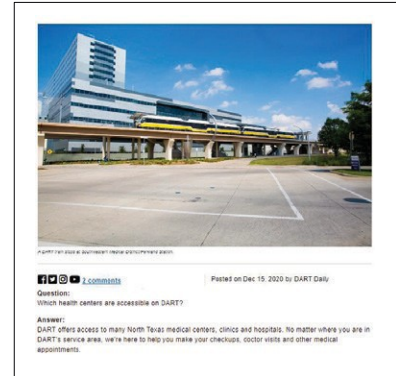 A DART train stops at Southwestern Medical District/Parkland Station.
2 comments
Posted on Dec 15, 2020 by DART Daily
Question:
Which health centers are accessible on DART?
Answer:
DART offers access to many North Texas medical centers, clinics and hospitals. No matter where you are in
DART's service area, we're here to help you make your checkups, doctor visits and other medical
appointments.